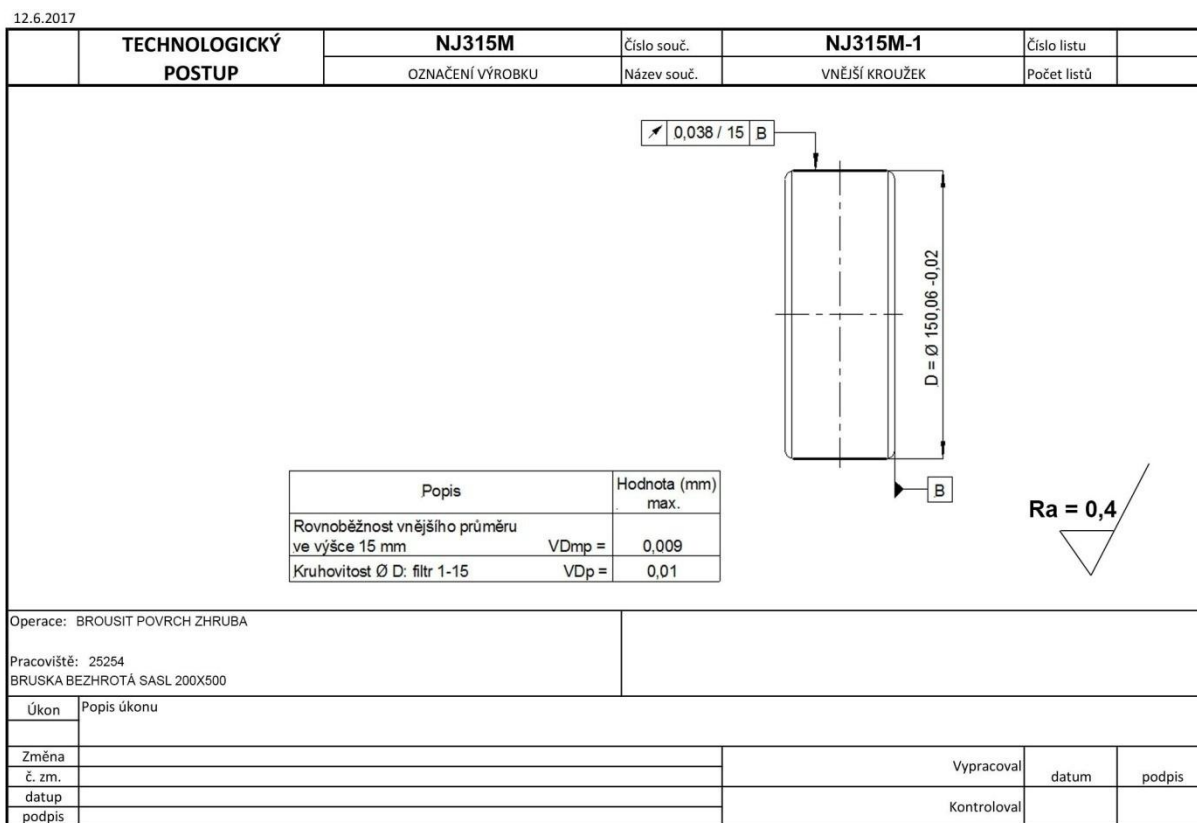 12.6.2017
TECHNOLOGICKÝ
POSTUP
NJ315M
Číslo souč.
NJ315M-1
Číslo listu
OZNAČENÍ VÝROBKU
Název souč.
VNĚJŠÍ KROUŽEK
Počet listů
0,038 / 15 B
D = Ø 150,06 -0,02
B
Ra = 0,4
Popis
Hodnota (mm)
max.
Rovnoběžnost vnějšího průměru
ve výšce 15 mm VDmp = 0,009
Kruhovitost Ø D: filtr 1-15 VDp = 0,01
Operace: BROUSIT POVRCH ZHRUBA
Pracoviště: 25254
BRUSKA BEZHROTÁ SASL 200X500
Úkon Popis úkonu
Změna
č. zm.
datup
podpis
Vypracoval datum podpis
Kontroloval